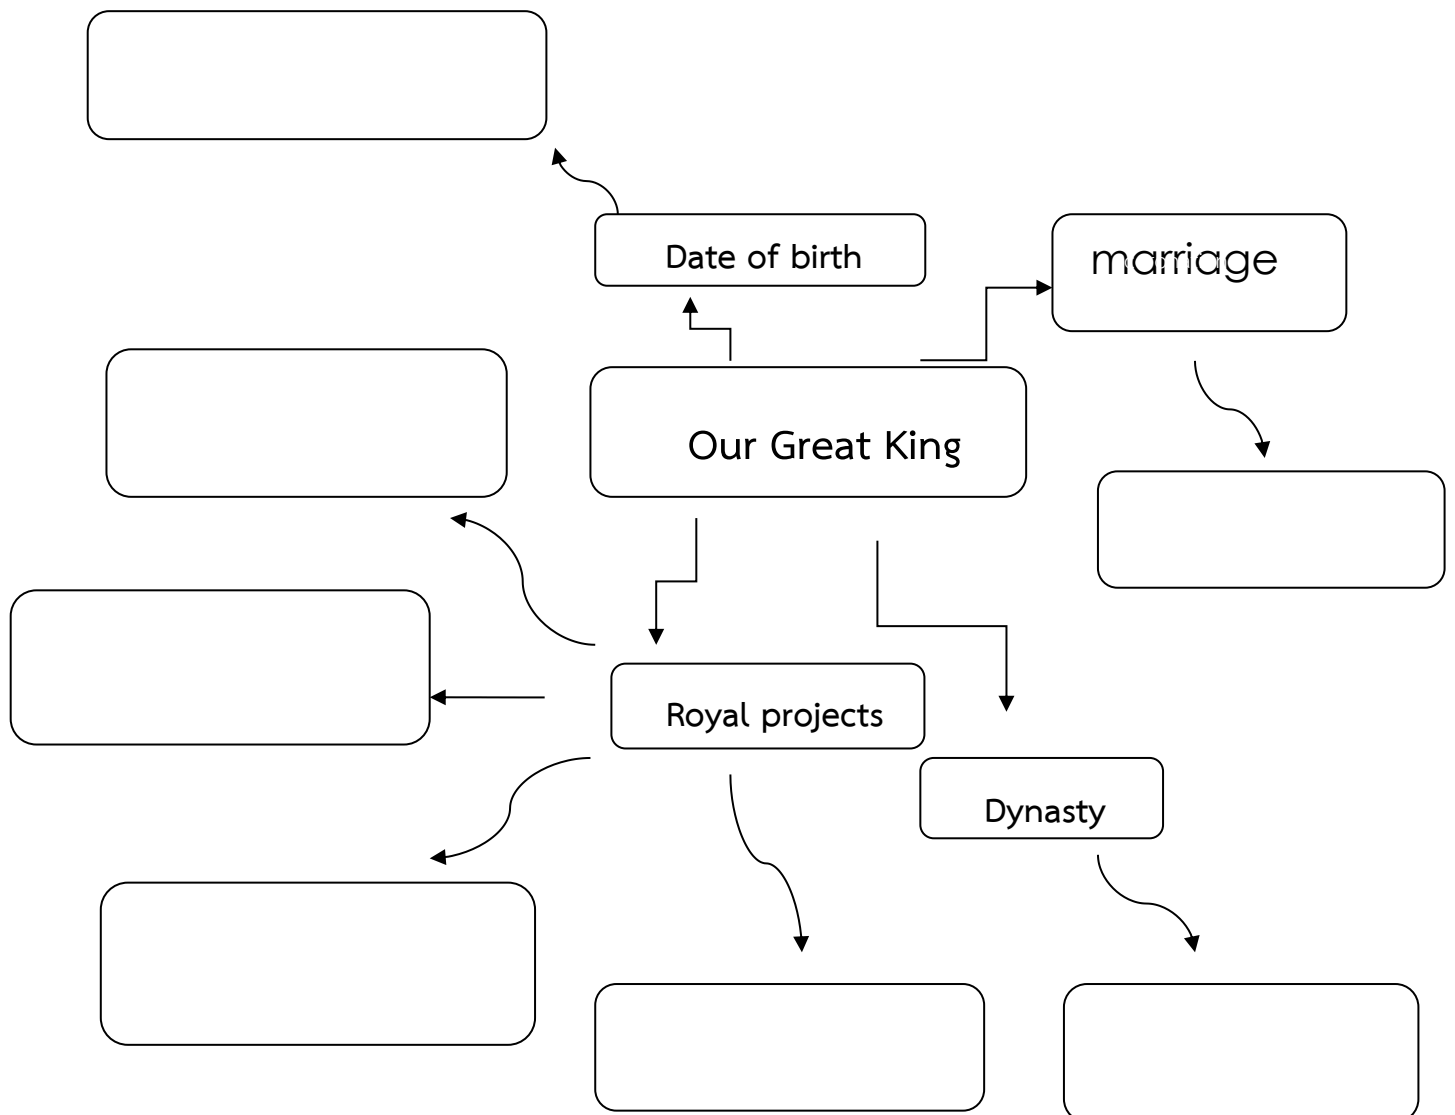 Date of birth
marriage
Our Great King
Royal projects
Dynasty